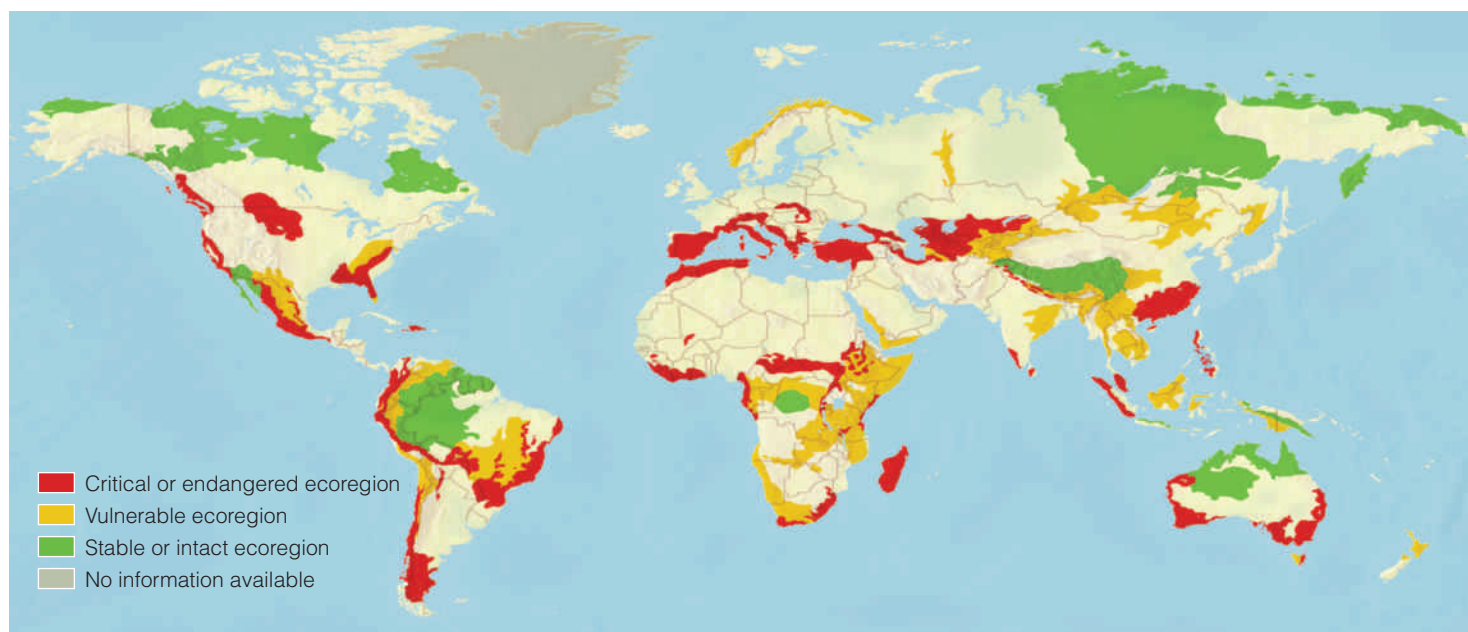 Critical or endangered ecoregion
Vulnerable ecoregion
Stable or intact ecoregion
No information available